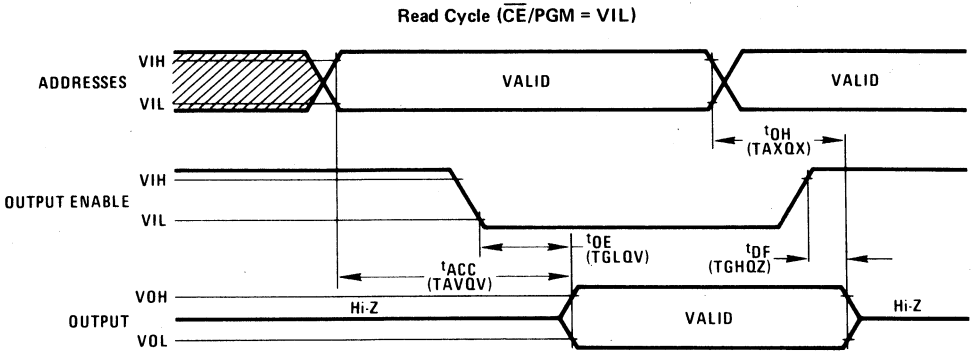 Read Cycle (C̅E̅/PGM = VIL)
ADDRESSES
VIH
VIL
VALID
VALID
tOH
(TAXQX)
OUTPUT ENABLE
VIH
VIL
tOE
(TGLQV)
tDF
(TGHQZ)
tACC
(TAVQV)
OUTPUT
VOH
VOL
Hi-Z
VALID
Hi-Z